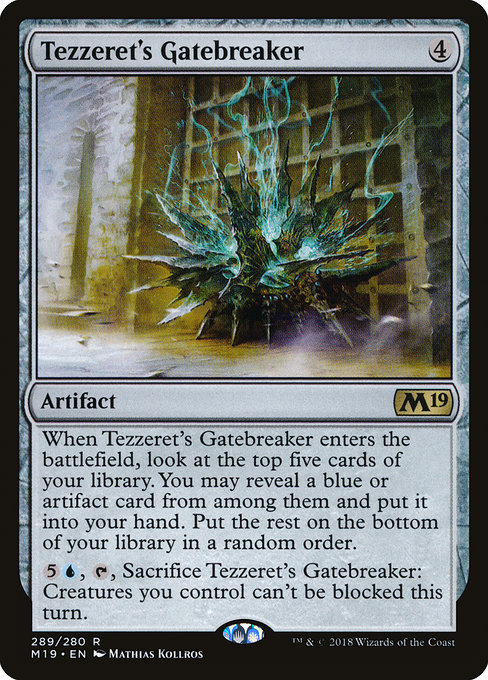 Tezzeret's Gatebreaker 4
Artifact M19
When Tezzeret's Gatebreaker enters the
battlefield, look at the top five cards of
your library. You may reveal a blue or
artifact card from among them and put it
into your hand. Put the rest on the bottom
of your library in a random order.
5 , , Sacrifice Tezzeret's Gatebreaker:
Creatures you control can't be blocked this
turn.
289/280 R
M19 • EN Mathias Kollros
™ & © 2018 Wizards of the Coast